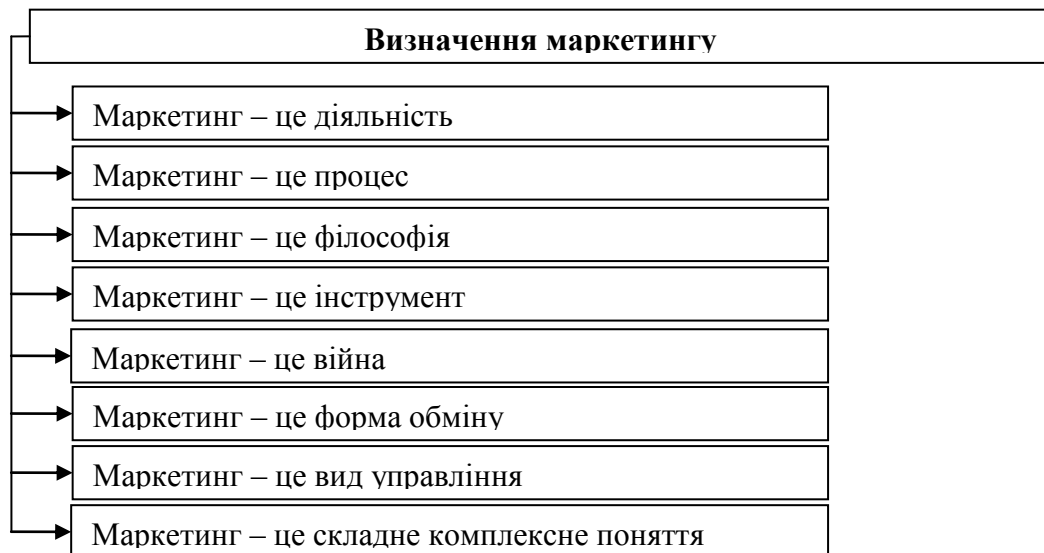 Визначення маркетингу
Маркетинг – це діяльність
Маркетинг – це процес
Маркетинг – це філософія
Маркетинг – це інструмент
Маркетинг – це війна
Маркетинг – це форма обміну
Маркетинг – це вид управління
Маркетинг – це складне комплексне поняття